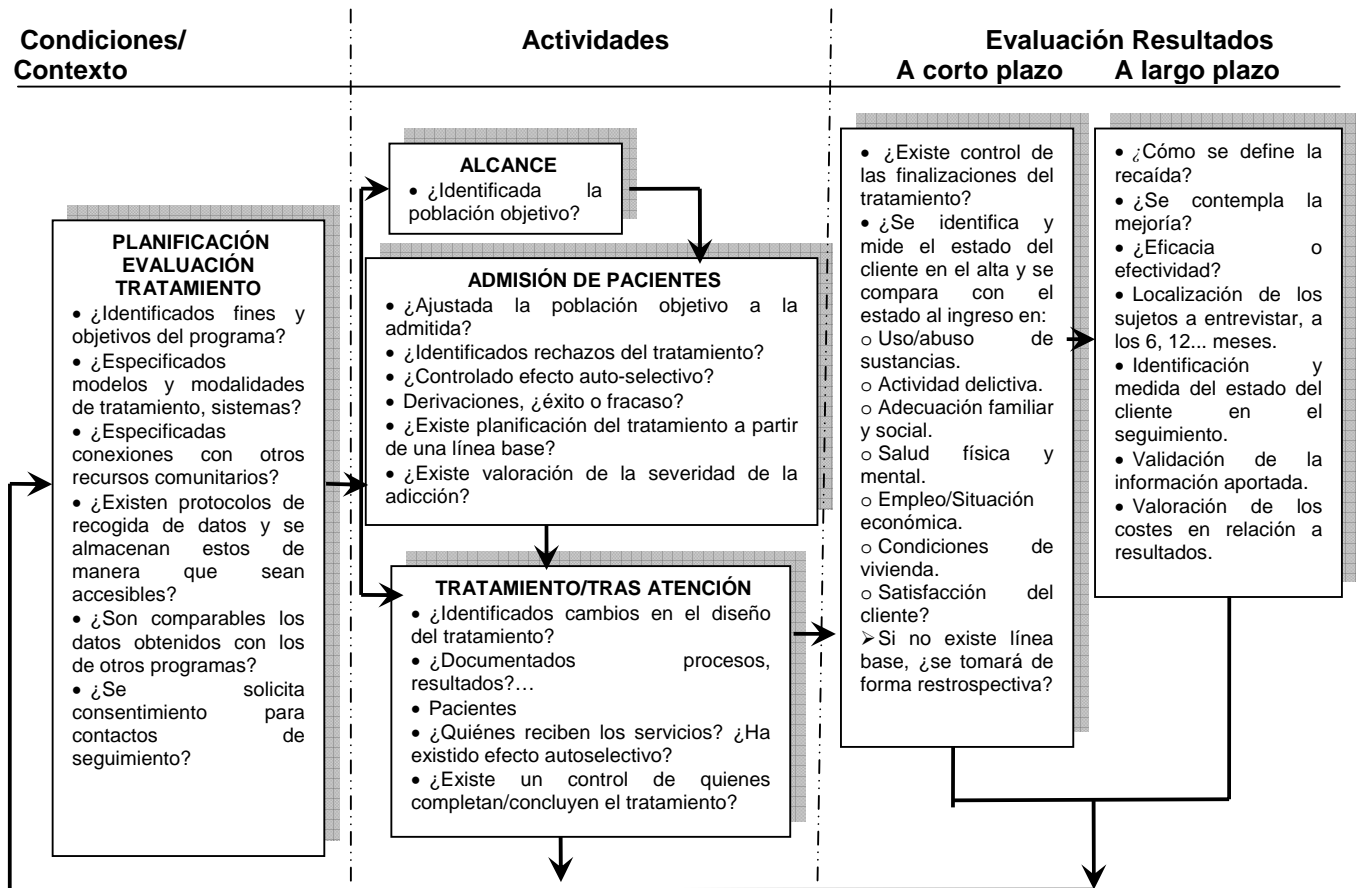 Condiciones/
Contexto
Actividades
Evaluación Resultados
A corto plazo A largo plazo
PLANIFICACIÓN
EVALUACIÓN
TRATAMIENTO
• ¿Identificados fines y
objetivos del programa?
• ¿Especificados
modelos y modalidades
de tratamiento, sistemas?
• ¿Especificadas
conexiones con otros
recursos comunitarios?
• ¿Existen protocolos de
recogida de datos y se
almacenan estos de
manera que sean
accesibles?
• ¿Son comparables los
datos obtenidos con los
de otros programas?
• ¿Se solicita
consentimiento para
contactos de
seguimiento?
ALCANCE
• ¿Identificada la
población objetivo?
ADMISIÓN DE PACIENTES
• ¿Ajustada la población objetivo a la
admitida?
• ¿Identificados rechazos del tratamiento?
• ¿Controlado efecto auto-selectivo?
• Derivaciones, ¿éxito o fracaso?
• ¿Existe planificación del tratamiento a partir
de una línea base?
• ¿Existe valoración de la severidad de la
adicción?
TRATAMIENTO/TRAS ATENCIÓN
• ¿Identificados cambios en el diseño
del tratamiento?
• ¿Documentados procesos,
resultados?…
• Pacientes
• ¿Quiénes reciben los servicios? ¿Ha
existido efecto autoselectivo?
• ¿Existe un control de quienes
completan/concluyen el tratamiento?
• ¿Existe control de
las finalizaciones del
tratamiento?
• ¿Se identifica y
mide el estado del
cliente en el alta y se
compara con el
estado al ingreso en:
o Uso/abuso de
sustancias.
o Actividad delictiva.
o Adecuación familiar
y social.
o Salud física y
mental.
o Empleo/Situación
económica.
o Condiciones de
vivienda.
o Satisfacción del
cliente?
➢ Si no existe línea
base, ¿se tomará de
forma restrospectiva?
• ¿Cómo se define la
recaída?
• ¿Se contempla la
mejoría?
• ¿Eficacia o
efectividad?
• Localización de los
sujetos a entrevistar, a
los 6, 12... meses.
• Identificación y
medida del estado del
cliente en el
seguimiento.
• Validación de la
información aportada.
• Valoración de los
costes en relación a
resultados.